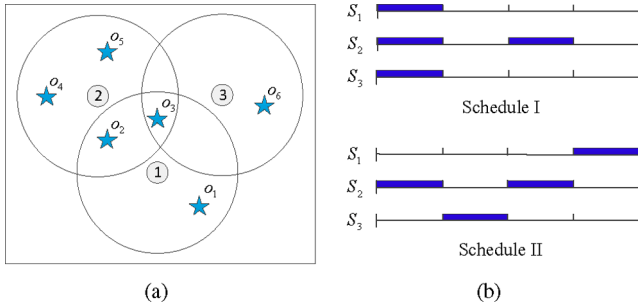 o5
o4
2
3
o6
o3
o2
1
o1
(a)
S1
S2
S3
Schedule I
S1
S2
S3
Schedule II
(b)